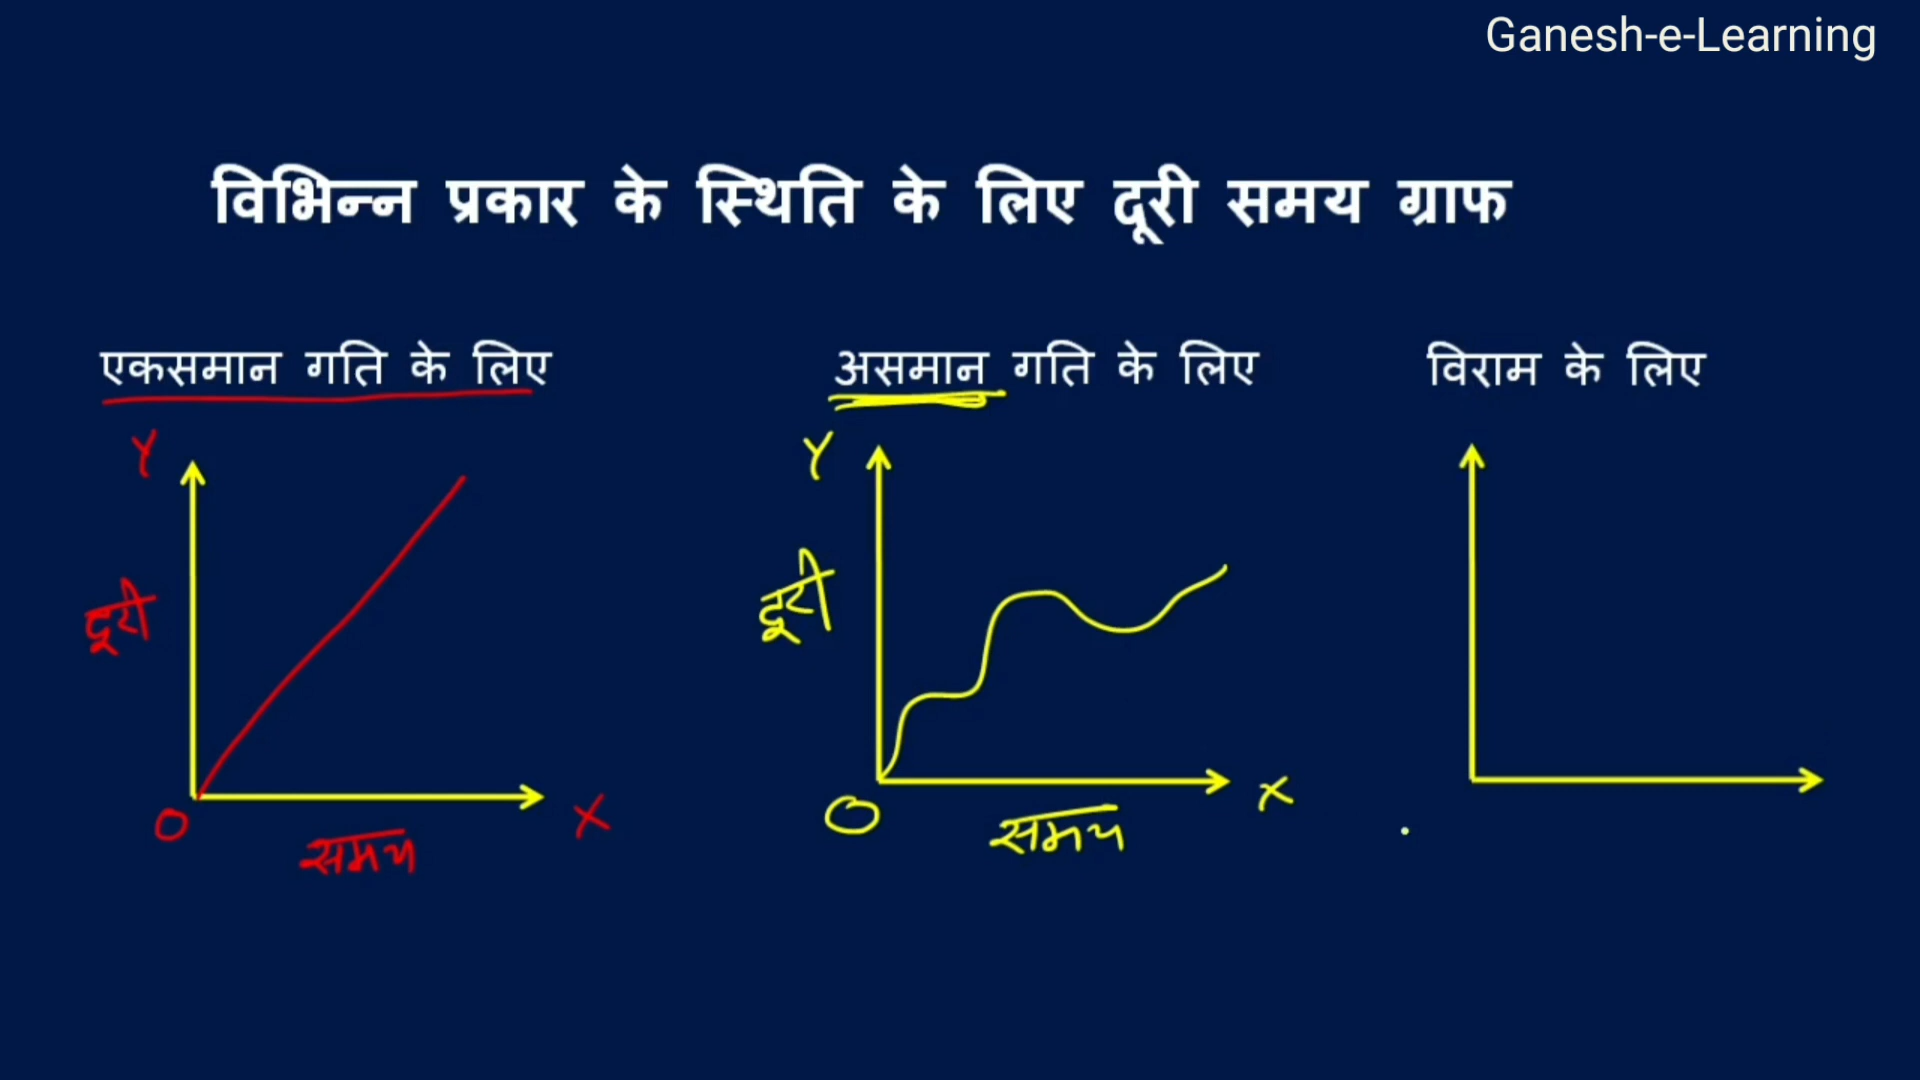 Ganesh-e-Learning
विभिन्न प्रकार के स्थिति के लिए दूरी समय ग्राफ
एकसमान गति के लिए
Y
दूरी
O
समय
X
असमान गति के लिए
Y
दूरी
O
समय
X
विराम के लिए